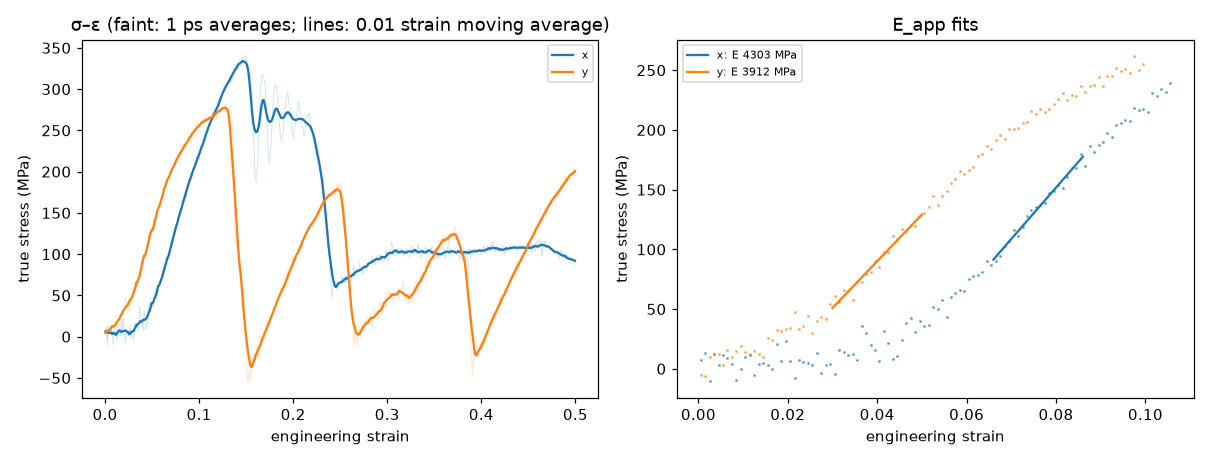 σ–ε (faint: 1 ps averages; lines: 0.01 strain moving average)
true stress (MPa)
350
300
250
200
150
100
50
0
−50
x
y
0.0
0.1
0.2
0.3
0.4
0.5
engineering strain
E_app fits
true stress (MPa)
250
200
150
100
50
0
x: E 4303 MPa
y: E 3912 MPa
0.00
0.02
0.04
0.06
0.08
0.10
engineering strain